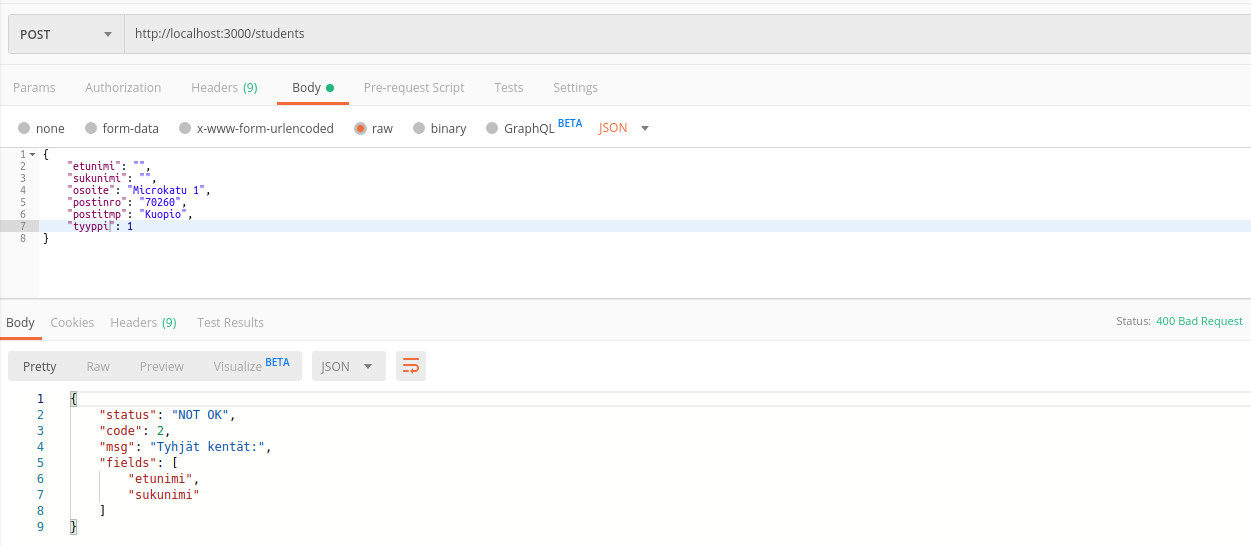 POST http://localhost:3000/students
Params Authorization Headers (9) Body Pre-request Script Tests Settings
none form-data x-www-form-urlencoded raw binary GraphQL BETA JSON
1 {
2 "etunimi": "",
3 "sukunimi": "",
4 "osoite": "Microkatu 1",
5 "postinro": "70260",
6 "postitmp": "Kuopio",
7 "tyyppi": 1
8 }
Body Cookies Headers (9) Test Results Status: 400 Bad Request
Pretty Raw Preview Visualize BETA JSON
1 {
2 "status": "NOT OK",
3 "code": 2,
4 "msg": "Tyhjät kentät:",
5 "fields": [
6 "etunimi",
7 "sukunimi"
8 ]
9 }